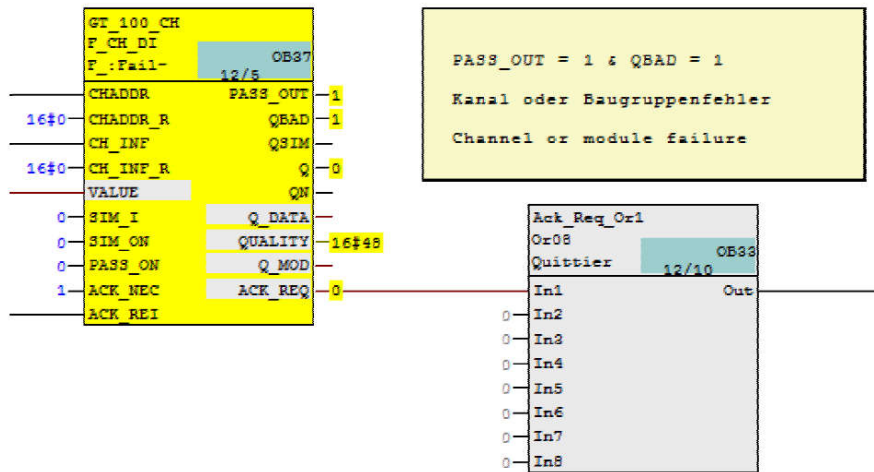 GT_100_CH
F_CH_DI
F_:Fail-
OB37
12/5
CHADDR PASS_OUT 1
16#0 CHADDR_R QBAD 1
CH_INF QSIM
16#0 CH_INF_R Q 0
VALUE QN
0 SIM_I Q_DATA
0 SIM_ON QUALITY 16#48
0 PASS_ON Q_MOD
1 ACK_NEC ACK_REQ 0
ACK_REI
PASS_OUT = 1 & QBAD = 1
Kanal oder Baugruppenfehler
Channel or module failure
Ack_Req_Or1
Or08
Quittier
OB33
12/10
In1 Out
0 In2
0 In3
0 In4
0 In5
0 In6
0 In7
0 In8